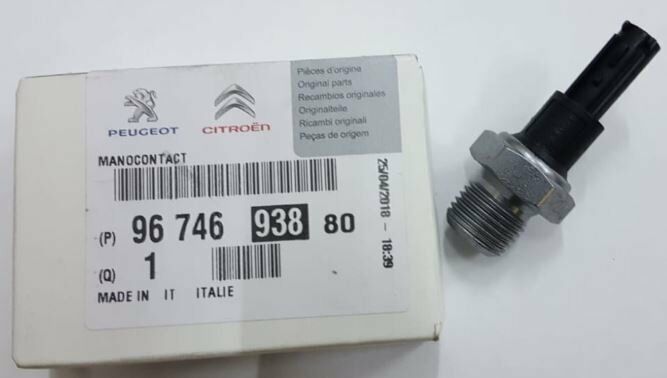 Pièces d'origine
Original parts
Recambios originales
Originalteile
Ricambi originali
Peças de origem
PEUGEOT
CITROËN
MANOCONTACT
(P) 96 746 938 80
(Q) 1
MADE IN IT ITALIE
25/04/2018 - 18:39